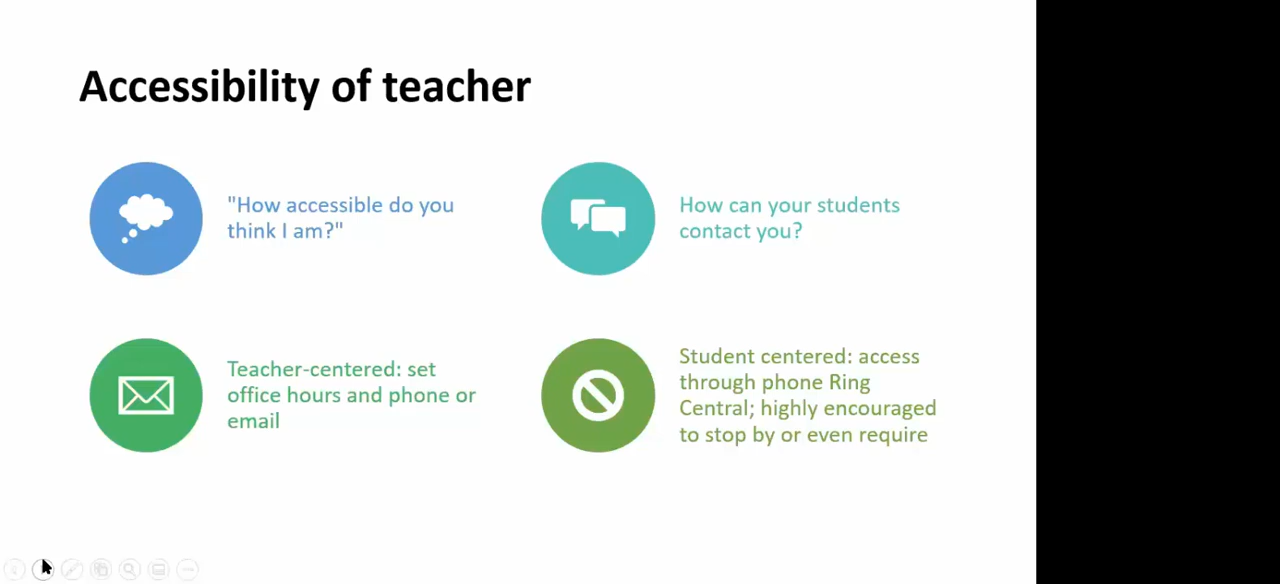 Accessibility of teacher
"How accessible do you
think I am?"
How can your students
contact you?
Teacher-centered: set
office hours and phone or
email
Student centered: access
through phone Ring
Central; highly encouraged
to stop by or even require